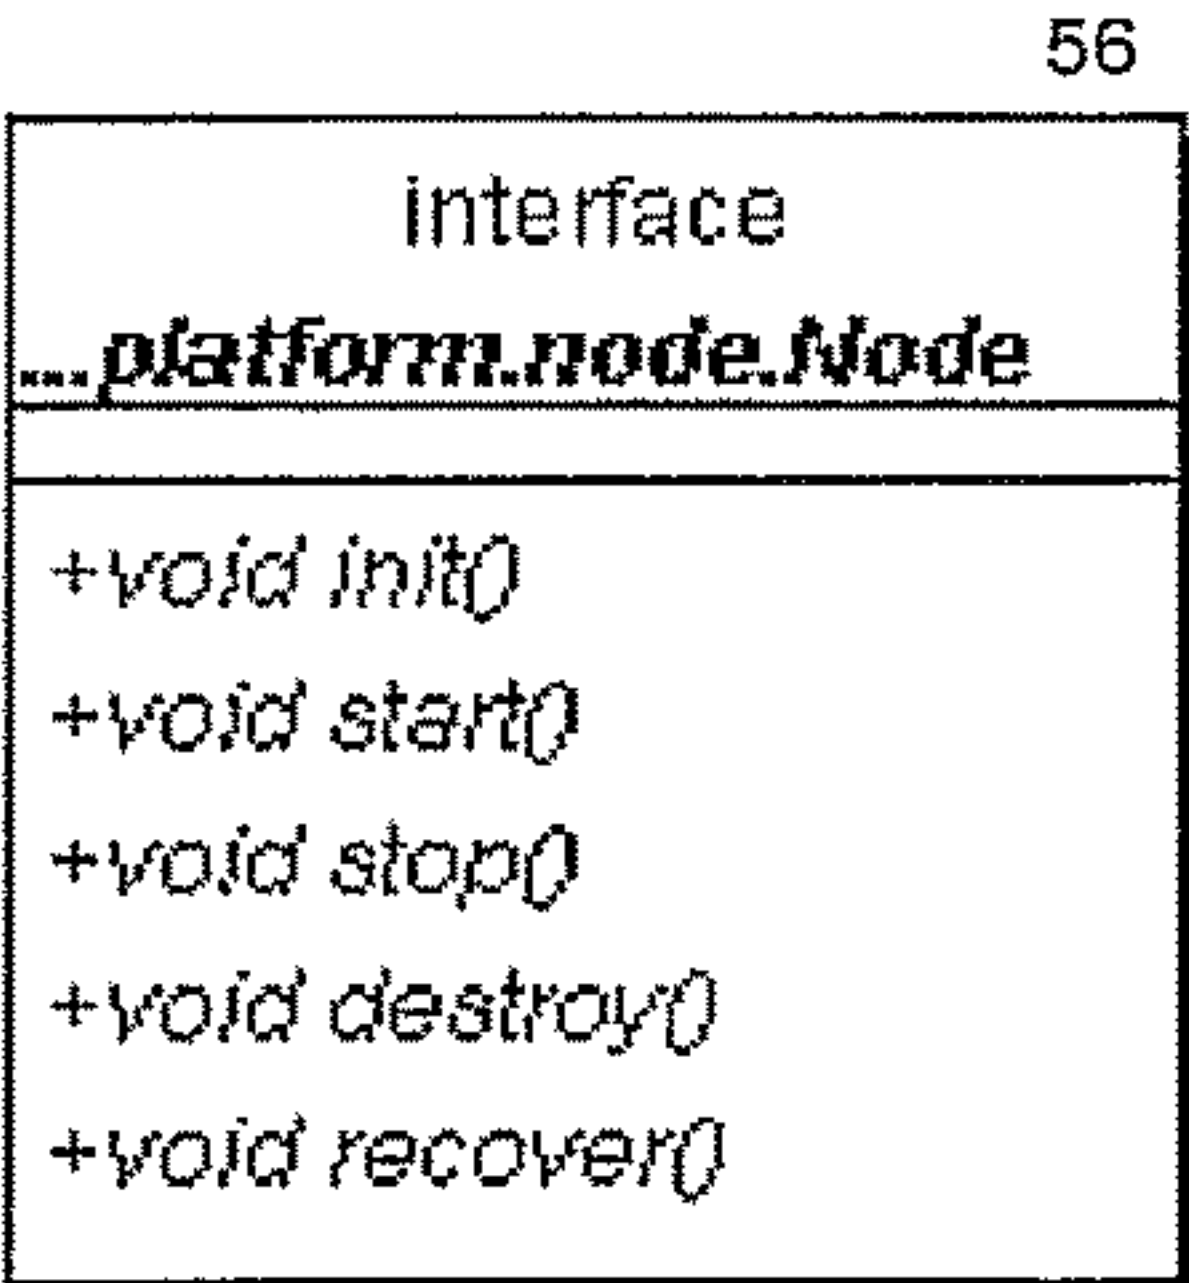 56
interface
...platform.node.Node
+void init()
+void start()
+void stop()
+void destroy()
+void recover()